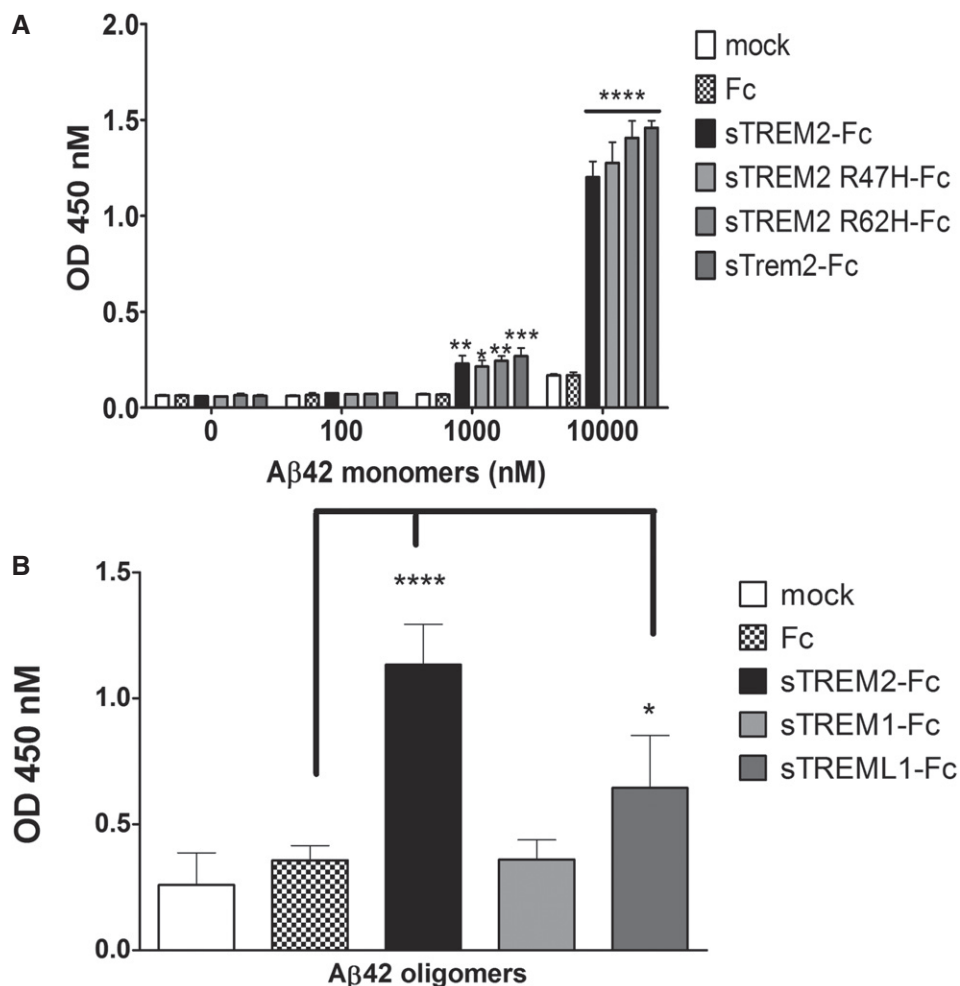 A
2.0
1.5
1.0
0.5
0.0
OD 450 nM
****
** * ** ***
0 100 1000 10000
Aβ42 monomers (nM)
mock
Fc
sTREM2-Fc
sTREM2 R47H-Fc
sTREM2 R62H-Fc
sTrem2-Fc
B
1.5
1.0
0.5
0.0
OD 450 nM
****
*
Aβ42 oligomers
mock
Fc
sTREM2-Fc
sTREM1-Fc
sTREML1-Fc